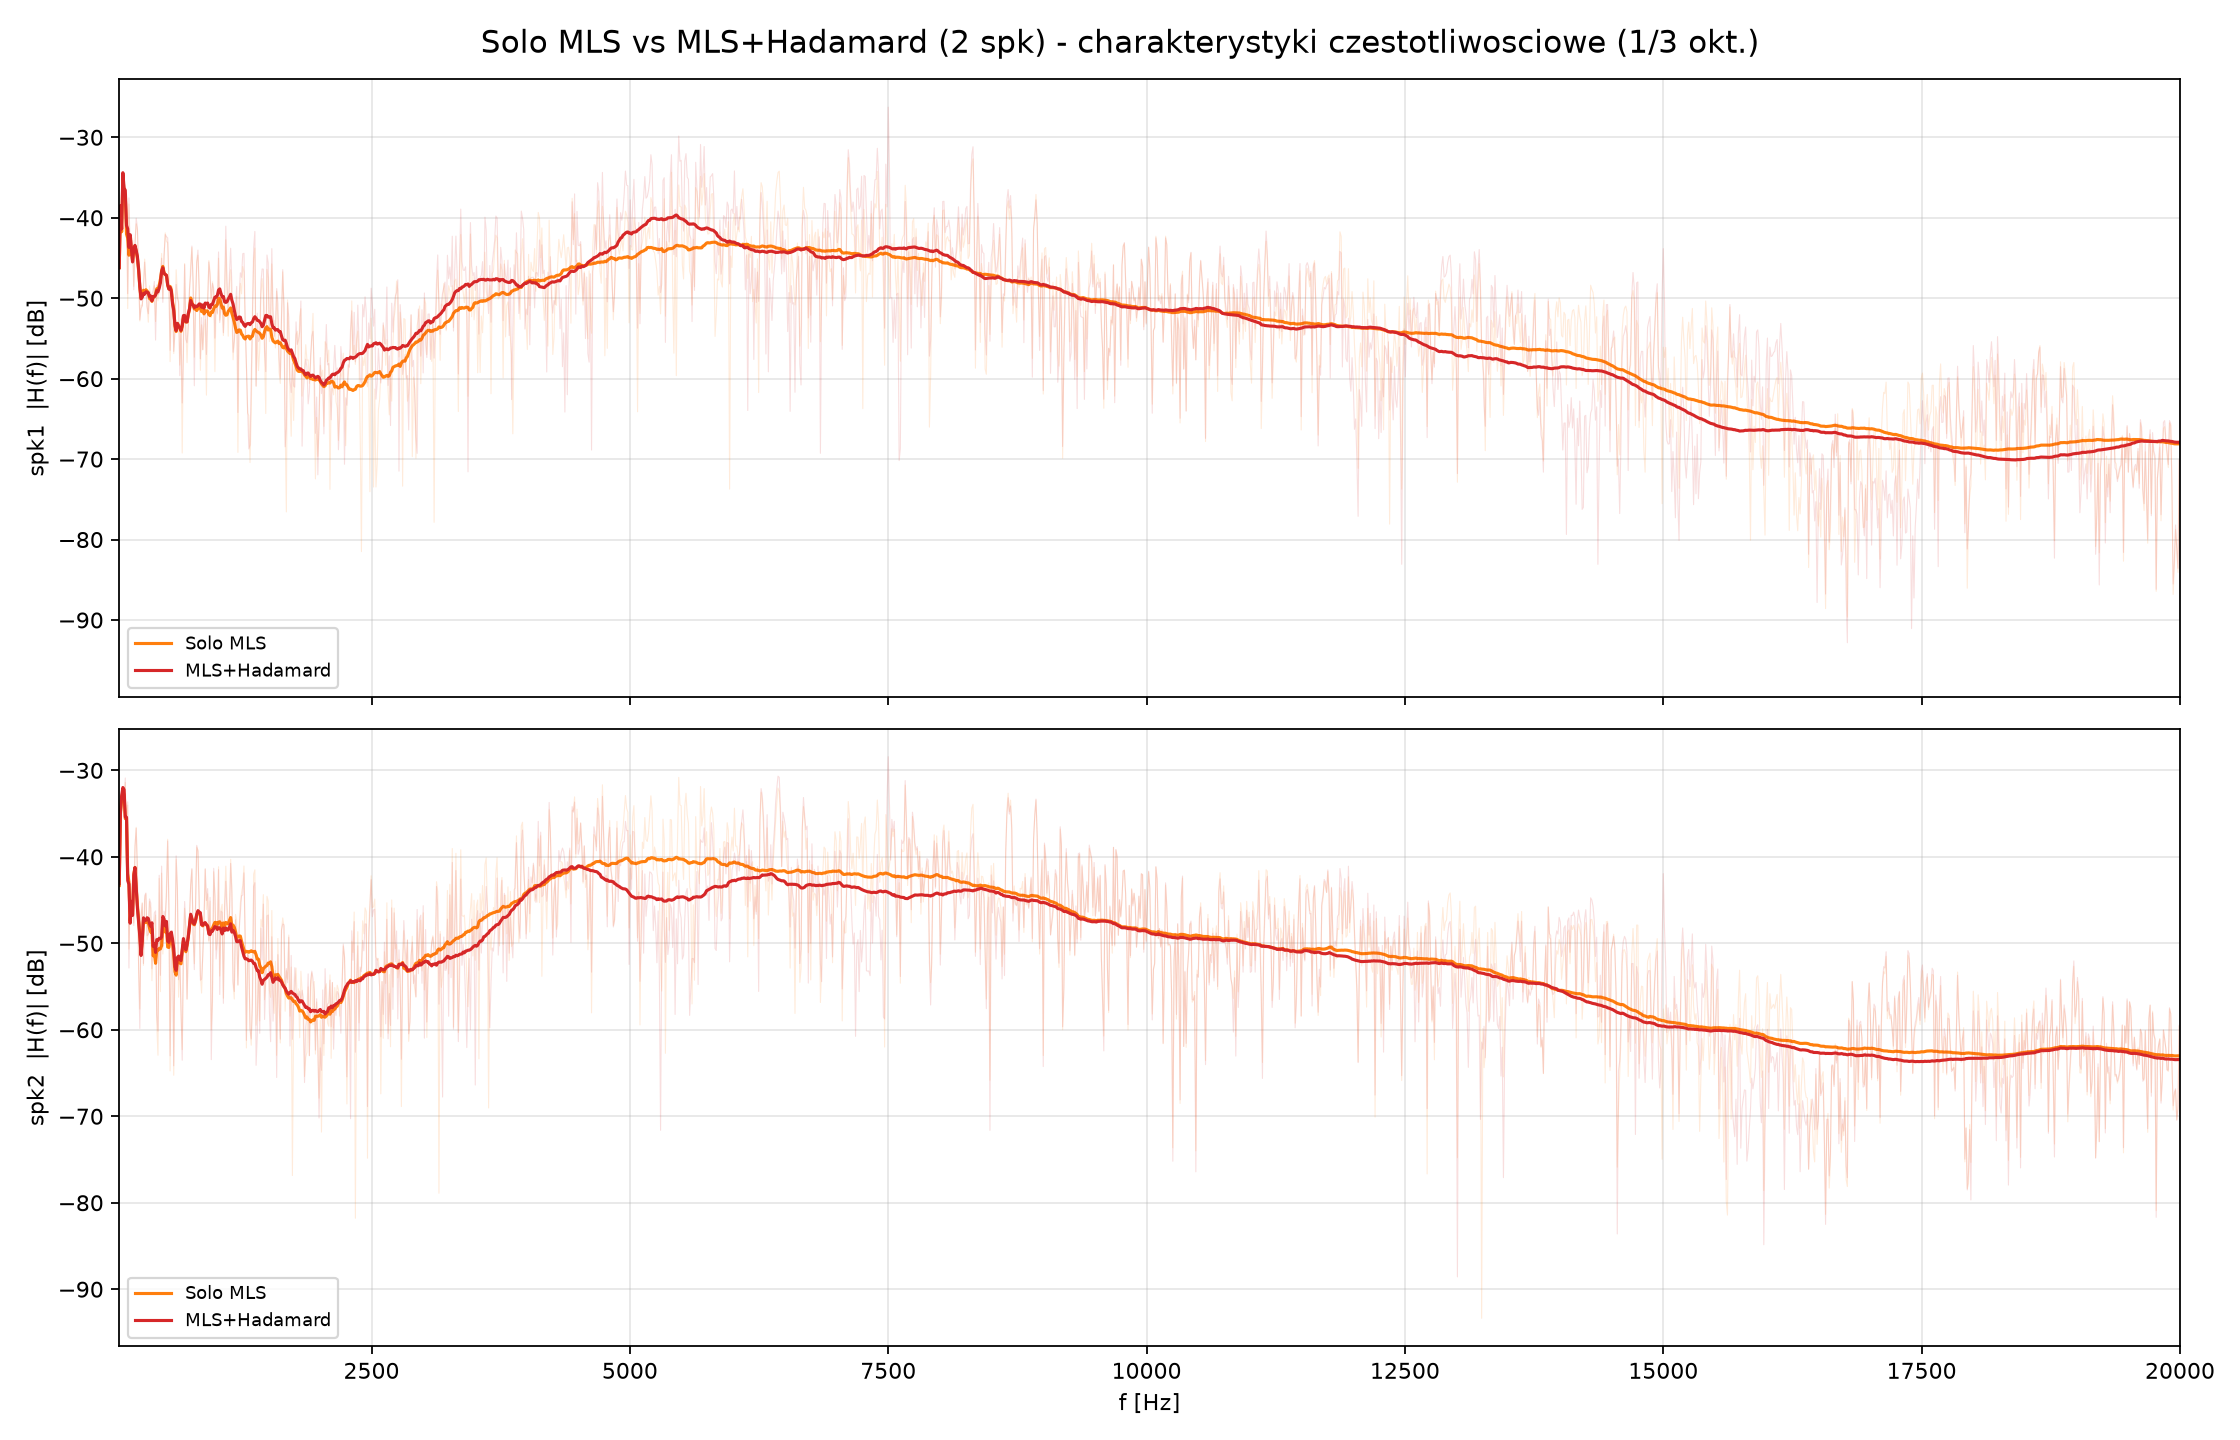 Solo MLS vs MLS+Hadamard (2 spk) - charakterystyki czestotliwosciowe (1/3 okt.)
spk1 |H(f)| [dB]
−30
−40
−50
−60
−70
−80
−90
Solo MLS
MLS+Hadamard
spk2 |H(f)| [dB]
−30
−40
−50
−60
−70
−80
−90
Solo MLS
MLS+Hadamard
2500 5000 7500 10000 12500 15000 17500 20000
f [Hz]